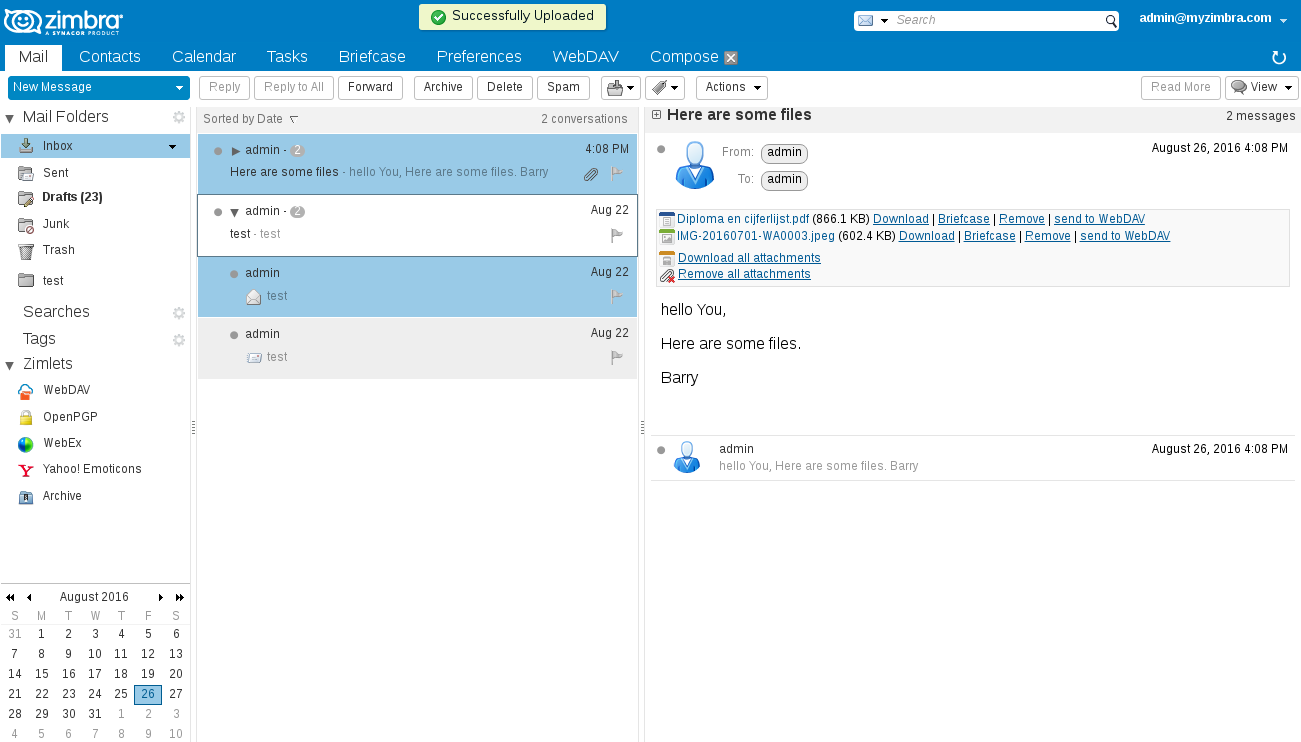 zimbra
A SYNACOR PRODUCT
Successfully Uploaded
Search
admin@myzimbra.com
Mail Contacts Calendar Tasks Briefcase Preferences WebDAV Compose
New Message Reply Reply to All Forward Archive Delete Spam Actions Read More View
Mail Folders
Inbox
Sent
Drafts (23)
Junk
Trash
test
Searches
Tags
Zimlets
WebDAV
OpenPGP
WebEx
Yahoo! Emoticons
Archive
August 2016
S M T W T F S
31 1 2 3 4 5 6
7 8 9 10 11 12 13
14 15 16 17 18 19 20
21 22 23 24 25 26 27
28 29 30 31 1 2 3
4 5 6 7 8 9 10
Sorted by Date 2 conversations
admin - 2 4:08 PM
Here are some files - hello You, Here are some files. Barry
admin - 2 Aug 22
test - test
admin Aug 22
test
admin Aug 22
test
Here are some files 2 messages
From: admin August 26, 2016 4:08 PM
To: admin
Diploma en cijferlijst.pdf (866.1 KB) Download | Briefcase | Remove | send to WebDAV
IMG-20160701-WA0003.jpeg (602.4 KB) Download | Briefcase | Remove | send to WebDAV
Download all attachments
Remove all attachments
hello You,
Here are some files.
Barry
admin August 26, 2016 4:08 PM
hello You, Here are some files. Barry